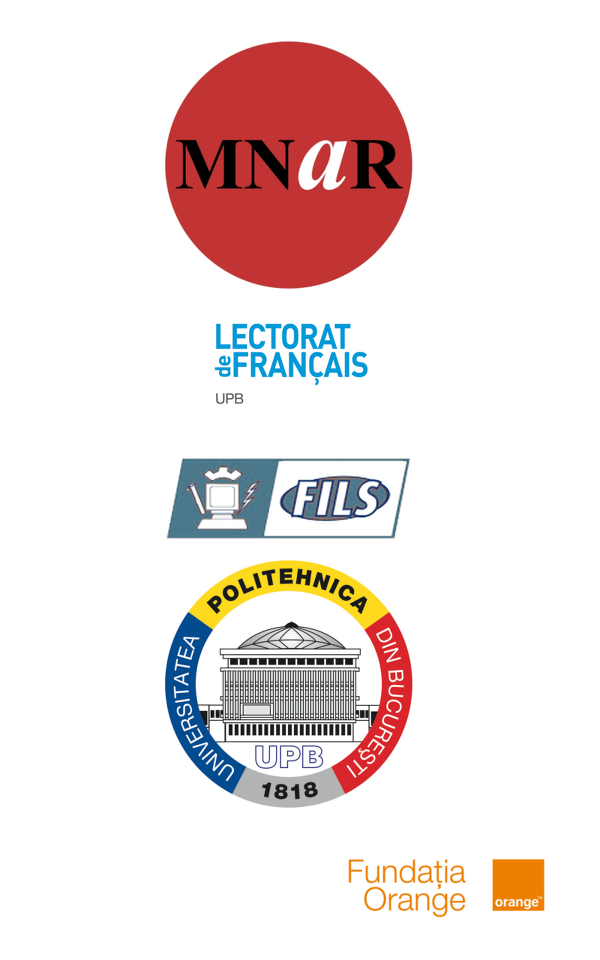 MNaR
LECTORAT
de FRANÇAIS
UPB
FILS
UNIVERSITATEA POLITEHNICA DIN BUCUREȘTI
UPB
1818
Fundația
Orange
orange™